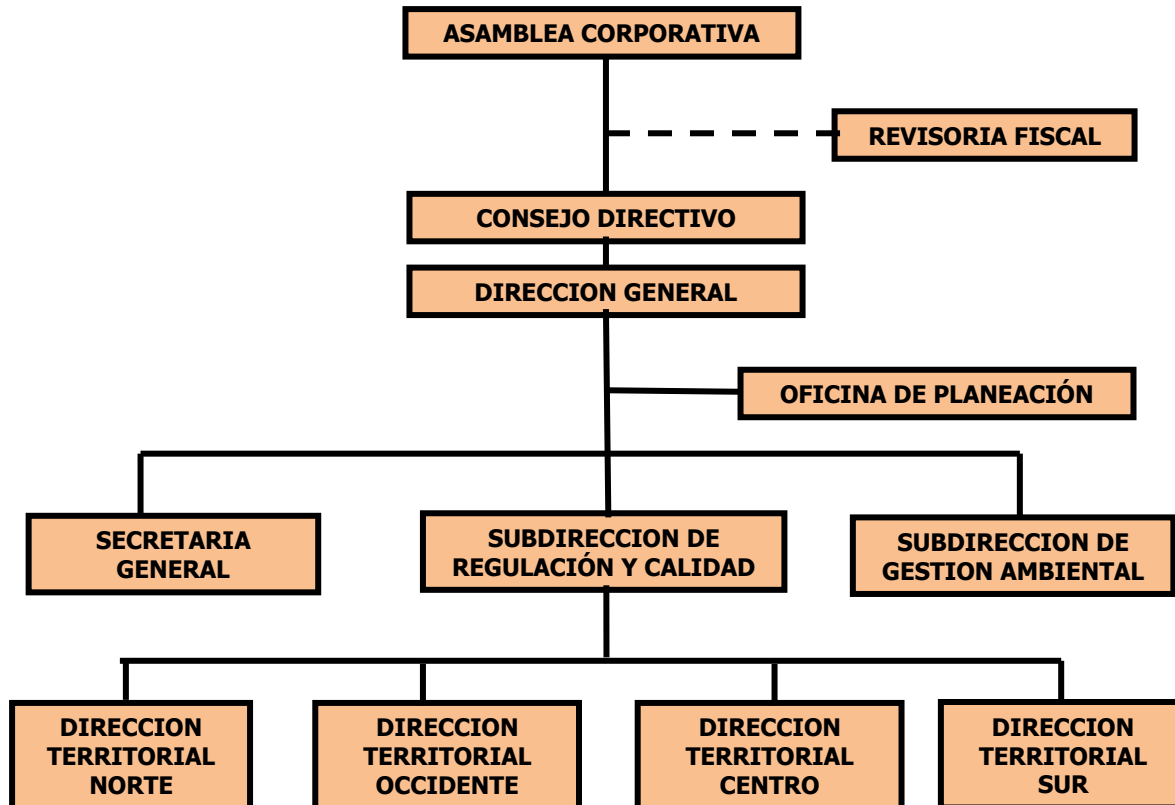 ASAMBLEA CORPORATIVA
REVISORIA FISCAL
CONSEJO DIRECTIVO
DIRECCION GENERAL
OFICINA DE PLANEACIÓN
SECRETARIA
GENERAL
SUBDIRECCION DE
REGULACIÓN Y CALIDAD
SUBDIRECCION DE
GESTION AMBIENTAL
DIRECCION
TERRITORIAL
NORTE
DIRECCION
TERRITORIAL
OCCIDENTE
DIRECCION
TERRITORIAL
CENTRO
DIRECCION
TERRITORIAL
SUR